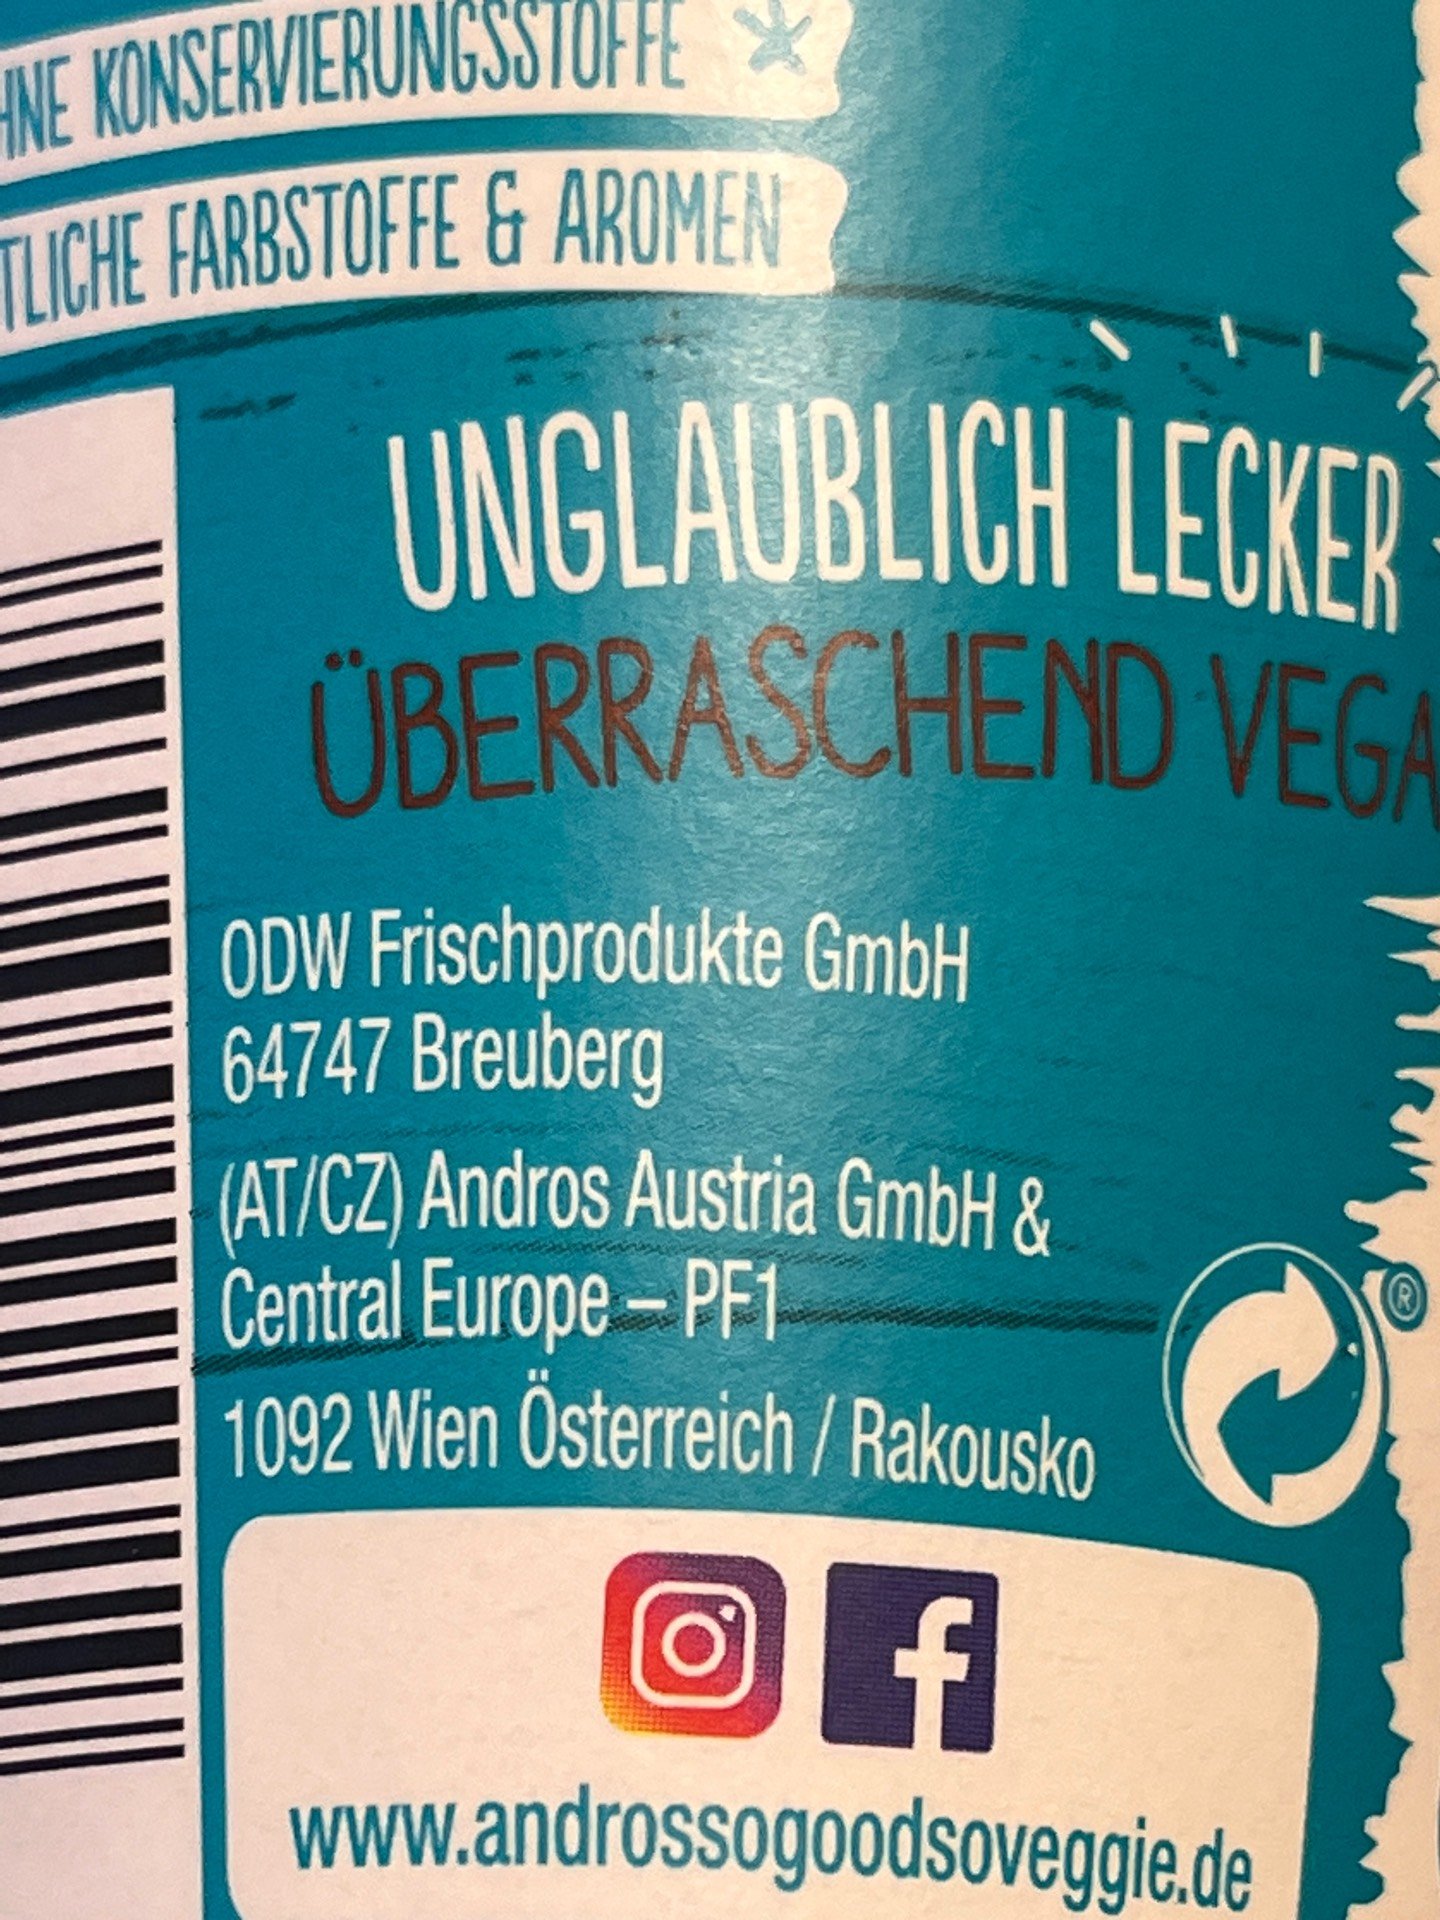 HNE KONSERVIERUNGSSTOFFE *
TLICHE FARBSTOFFE & AROMEN
UNGLAUBLICH LECKER
ÜBERRASCHEND VEGA
ODW Frischprodukte GmbH
64747 Breuberg
(AT/CZ) Andros Austria GmbH &
Central Europe – PF1
1092 Wien Österreich / Rakousko
®
www.androssogoodsoveggie.de